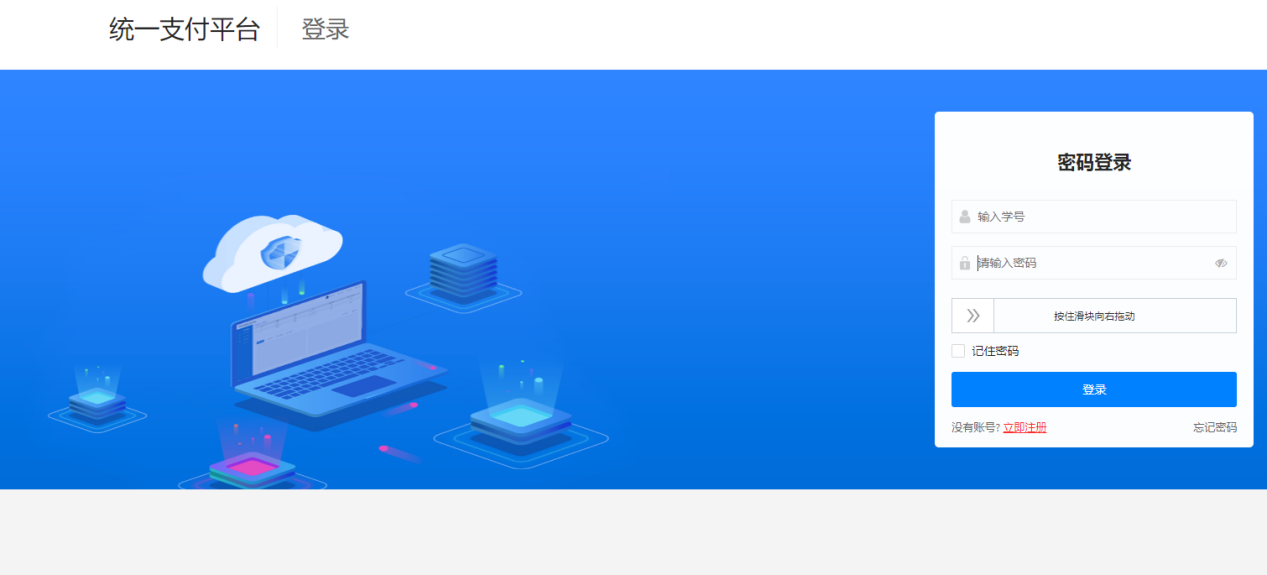 统一支付平台 登录
密码登录
输入学号
请输入密码
按住滑块向右拖动
记住密码
登录
没有账号? 立即注册 忘记密码